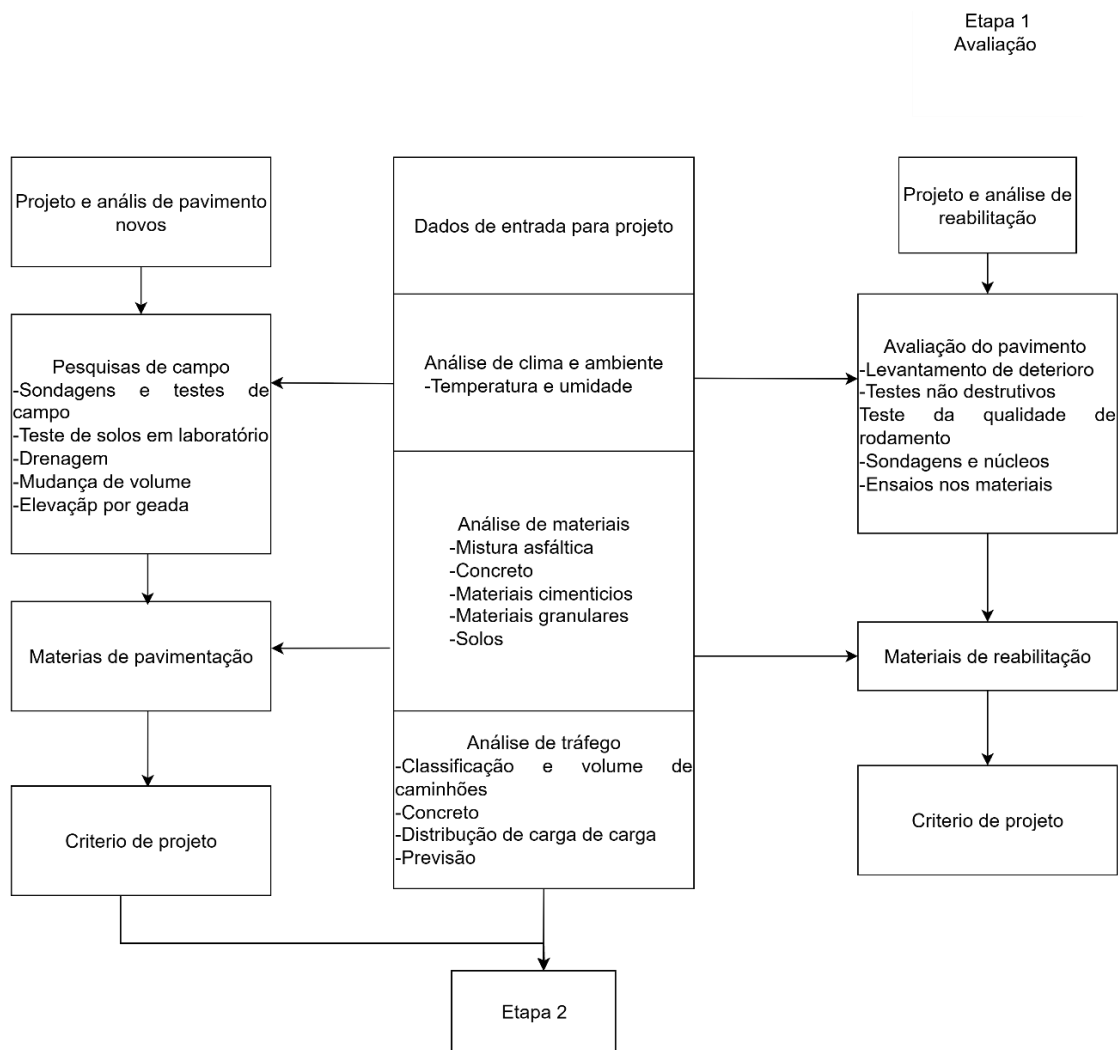 Etapa 1
Avaliação
Projeto e anális de pavimento
novos
Pesquisas de campo
-Sondagens e testes de
campo
-Teste de solos em laboratório
-Drenagem
-Mudança de volume
-Elevaçãp por geada
Materias de pavimentação
Criterio de projeto
Dados de entrada para projeto
Análise de clima e ambiente
-Temperatura e umidade
Análise de materiais
-Mistura asfáltica
-Concreto
-Materiais cimenticios
-Materiais granulares
-Solos
Análise de tráfego
-Classificação e volume de
caminhões
-Concreto
-Distribução de carga de carga
-Previsão
Projeto e análise de
reabilitação
Avaliação do pavimento
-Levantamento de deterioro
-Testes não destrutivos
Teste da qualidade de
rodamento
-Sondagens e núcleos
-Ensaios nos materiais
Materiais de reabilitação
Criterio de projeto
Etapa 2